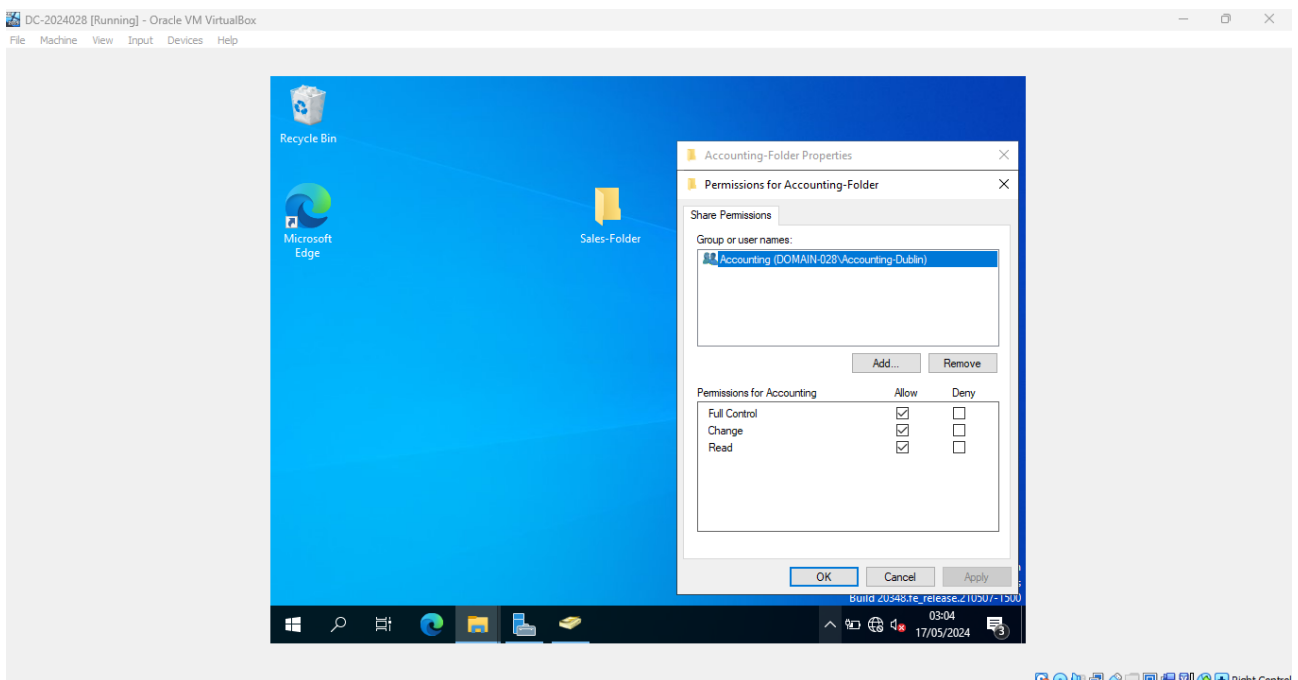 DC-2024028 [Running] - Oracle VM VirtualBox
File Machine View Input Devices Help
Recycle Bin
Microsoft
Edge
Sales-Folder
Accounting-Folder Properties
Permissions for Accounting-Folder
Share Permissions
Group or user names:
Accounting (DOMAIN-028\Accounting-Dublin)
Add... Remove
Permissions for Accounting Allow Deny
Full Control
Change
Read
OK Cancel Apply
Build 20348.fe_release.210507-1500
03:04
17/05/2024
3
Right Control